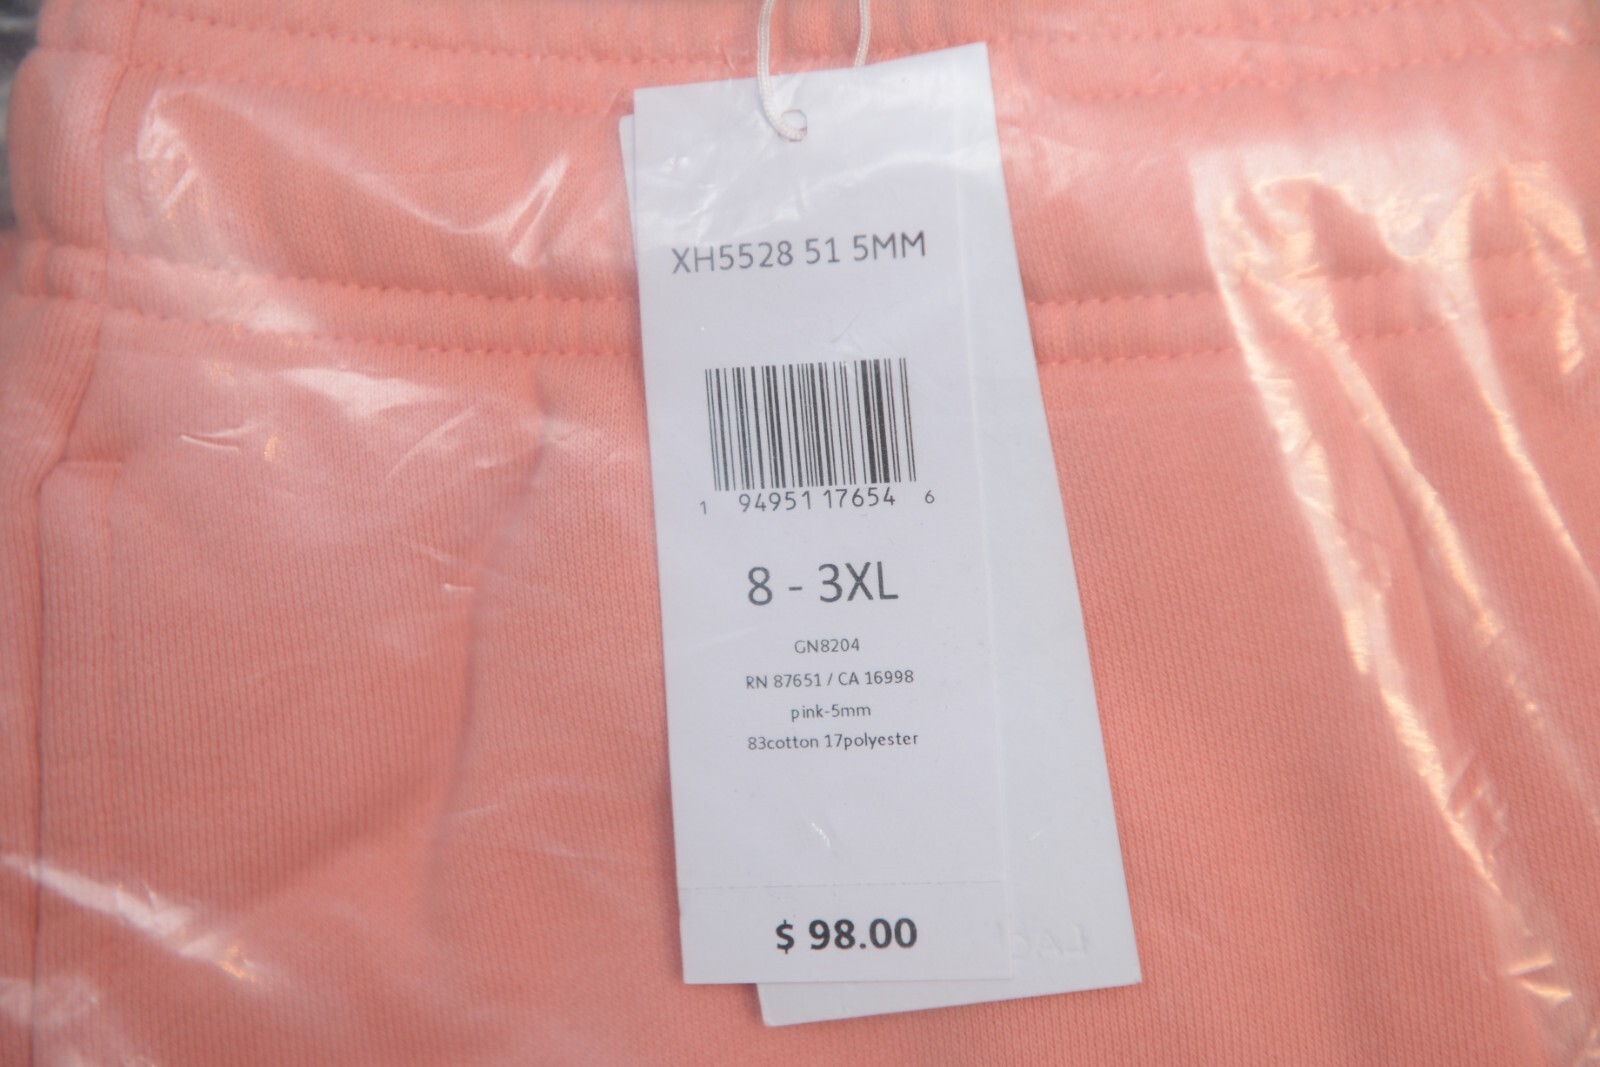 XH5528 51 5MM
1 94951 17654 6
8 - 3XL
GN8204
RN 87651 / CA 16998
pink-5mm
83cotton 17polyester
$ 98.00